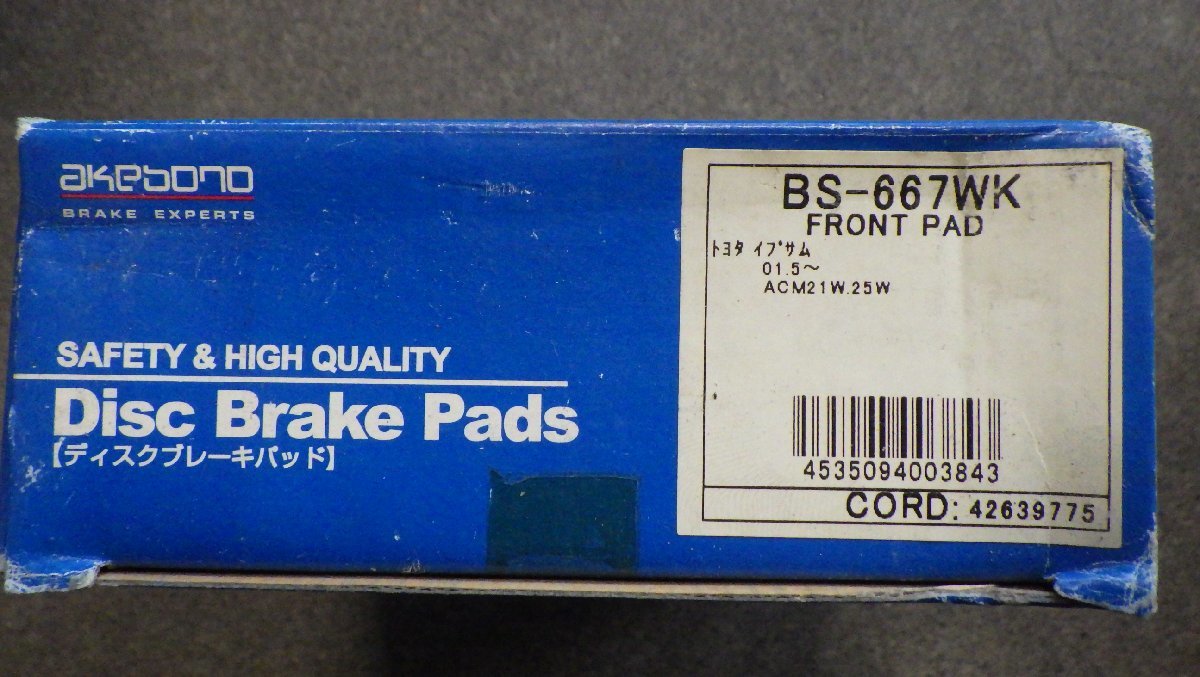 akebono
BRAKE EXPERTS
SAFETY & HIGH QUALITY
Disc Brake Pads
【ディスクブレーキパッド】
BS-667WK
FRONT PAD
ﾄﾖﾀ ｲﾌﾟｻﾑ
01.5～
ACM21W.25W
4535094003843
CORD: 42639775